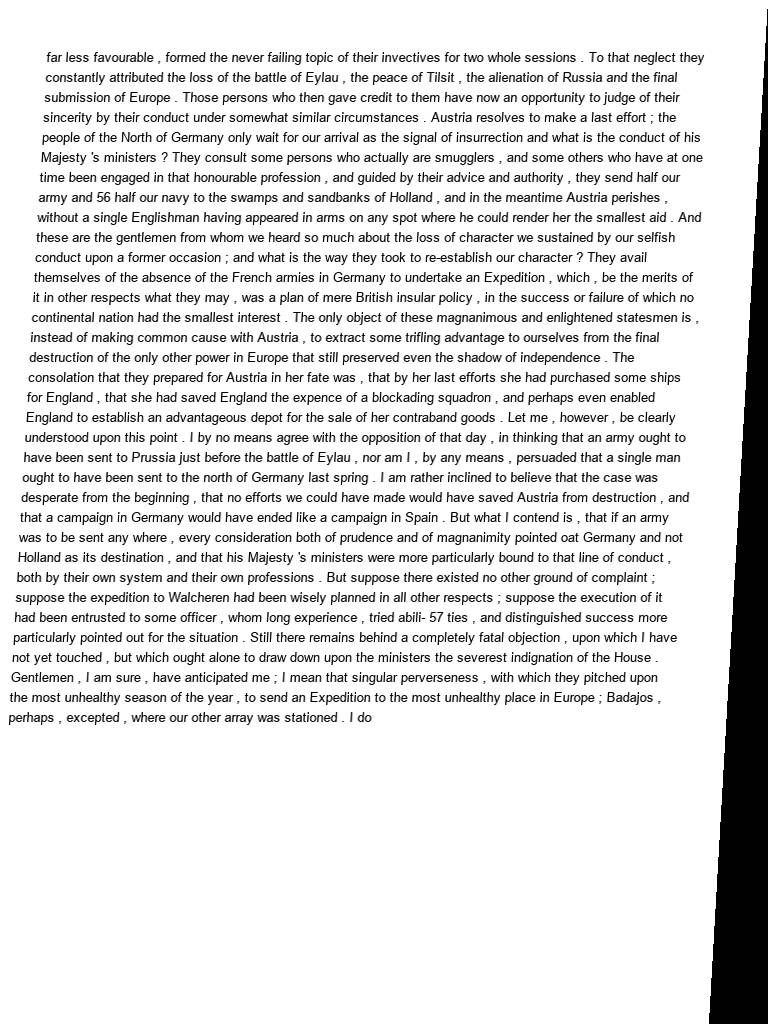 far less favourable , formed the never failing topic of their invectives for two whole sessions . To that neglect they
constantly attributed the loss of the battle of Eylau , the peace of Tilsit , the alienation of Russia and the final
submission of Europe . Those persons who then gave credit to them have now an opportunity to judge of their
sincerity by their conduct under somewhat similar circumstances . Austria resolves to make a last effort ; the
people of the North of Germany only wait for our arrival as the signal of insurrection and what is the conduct of his
Majesty 's ministers ? They consult some persons who actually are smugglers , and some others who have at one
time been engaged in that honourable profession , and guided by their advice and authority , they send half our
army and 56 half our navy to the swamps and sandbanks of Holland , and in the meantime Austria perishes ,
without a single Englishman having appeared in arms on any spot where he could render her the smallest aid . And
these are the gentlemen from whom we heard so much about the loss of character we sustained by our selfish
conduct upon a former occasion ; and what is the way they took to re-establish our character ? They avail
themselves of the absence of the French armies in Germany to undertake an Expedition , which , be the merits of
it in other respects what they may , was a plan of mere British insular policy , in the success or failure of which no
continental nation had the smallest interest . The only object of these magnanimous and enlightened statesmen is ,
instead of making common cause with Austria , to extract some trifling advantage to ourselves from the final
destruction of the only other power in Europe that still preserved even the shadow of independence . The
consolation that they prepared for Austria in her fate was , that by her last efforts she had purchased some ships
for England , that she had saved England the expence of a blockading squadron , and perhaps even enabled
England to establish an advantageous depot for the sale of her contraband goods . Let me , however , be clearly
understood upon this point . I by no means agree with the opposition of that day , in thinking that an army ought to
have been sent to Prussia just before the battle of Eylau , nor am I , by any means , persuaded that a single man
ought to have been sent to the north of Germany last spring . I am rather inclined to believe that the case was
desperate from the beginning , that no efforts we could have made would have saved Austria from destruction , and
that a campaign in Germany would have ended like a campaign in Spain . But what I contend is , that if an army
was to be sent any where , every consideration both of prudence and of magnanimity pointed oat Germany and not
Holland as its destination , and that his Majesty 's ministers were more particularly bound to that line of conduct ,
both by their own system and their own professions . But suppose there existed no other ground of complaint ;
suppose the expedition to Walcheren had been wisely planned in all other respects ; suppose the execution of it
had been entrusted to some officer , whom long experience , tried abili- 57 ties , and distinguished success more
particularly pointed out for the situation . Still there remains behind a completely fatal objection , upon which I have
not yet touched , but which ought alone to draw down upon the ministers the severest indignation of the House .
Gentlemen , I am sure , have anticipated me ; I mean that singular perverseness , with which they pitched upon
the most unhealthy season of the year , to send an Expedition to the most unhealthy place in Europe ; Badajos ,
perhaps , excepted , where our other array was stationed . I do